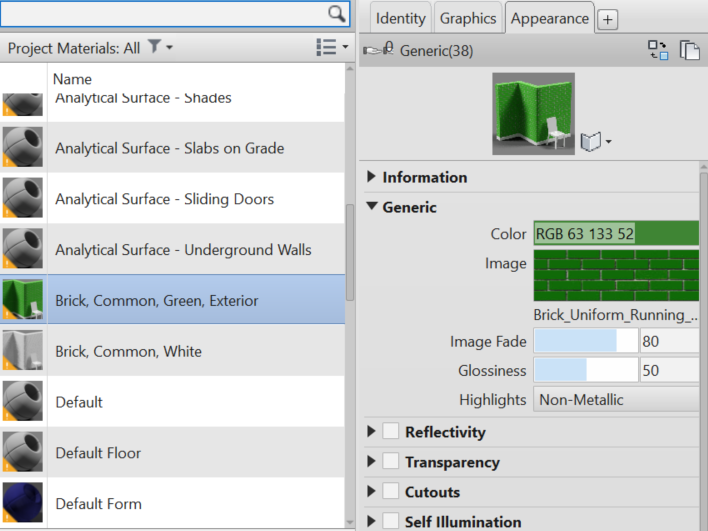 Project Materials: All
Name
Analytical Surface - Shades
Analytical Surface - Slabs on Grade
Analytical Surface - Sliding Doors
Analytical Surface - Underground Walls
Brick, Common, Green, Exterior
Brick, Common, White
Default
Default Floor
Default Form
Identity Graphics Appearance +
0 Generic(38)
Information
Generic
Color RGB 63 133 52
Image
Brick_Uniform_Running_...
Image Fade 80
Glossiness 50
Highlights Non-Metallic
Reflectivity
Transparency
Cutouts
Self Illumination